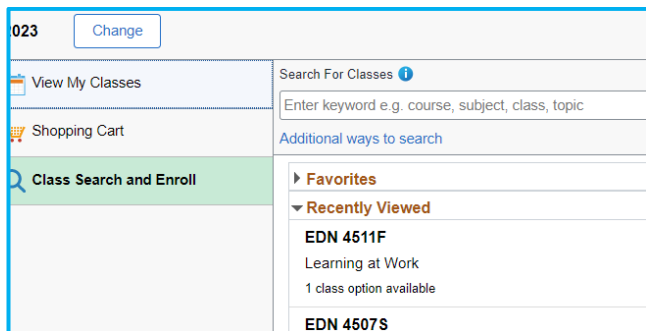 2023 Change
View My Classes
Shopping Cart
Class Search and Enroll
Search For Classes
Enter keyword e.g. course, subject, class, topic
Additional ways to search
Favorites
Recently Viewed
EDN 4511F
Learning at Work
1 class option available
EDN 4507S